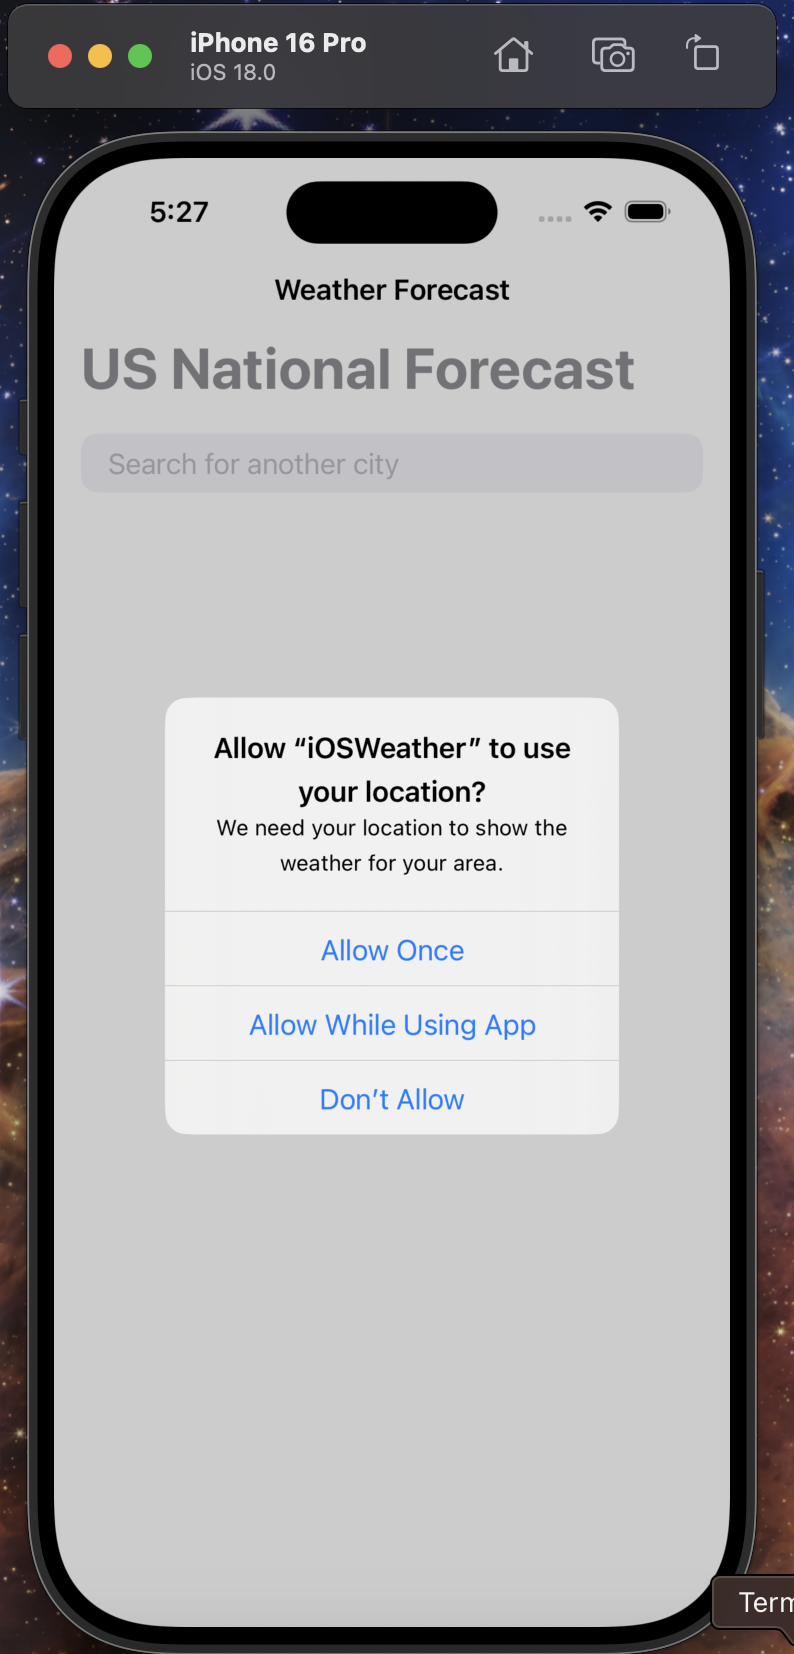 iPhone 16 Pro
iOS 18.0
5:27
Weather Forecast
US National Forecast
Search for another city
Allow “iOSWeather” to use
your location?
We need your location to show the
weather for your area.
Allow Once
Allow While Using App
Don’t Allow
Term